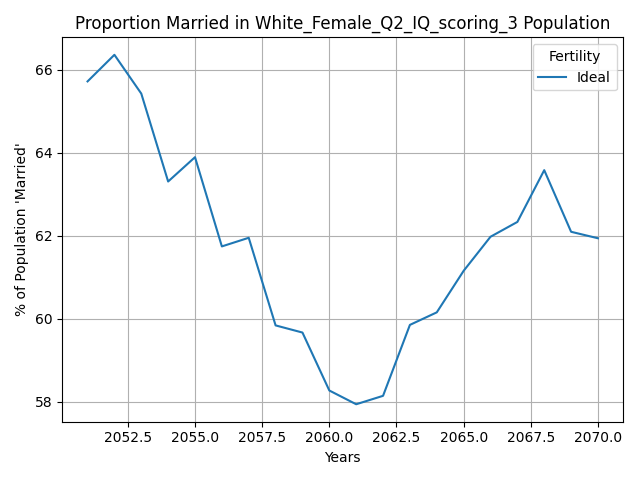 Proportion Married in White_Female_Q2_IQ_scoring_3 Population
Fertility
Ideal
% of Population 'Married'
66
64
62
60
58
2052.5 2055.0 2057.5 2060.0 2062.5 2065.0 2067.5 2070.0
Years